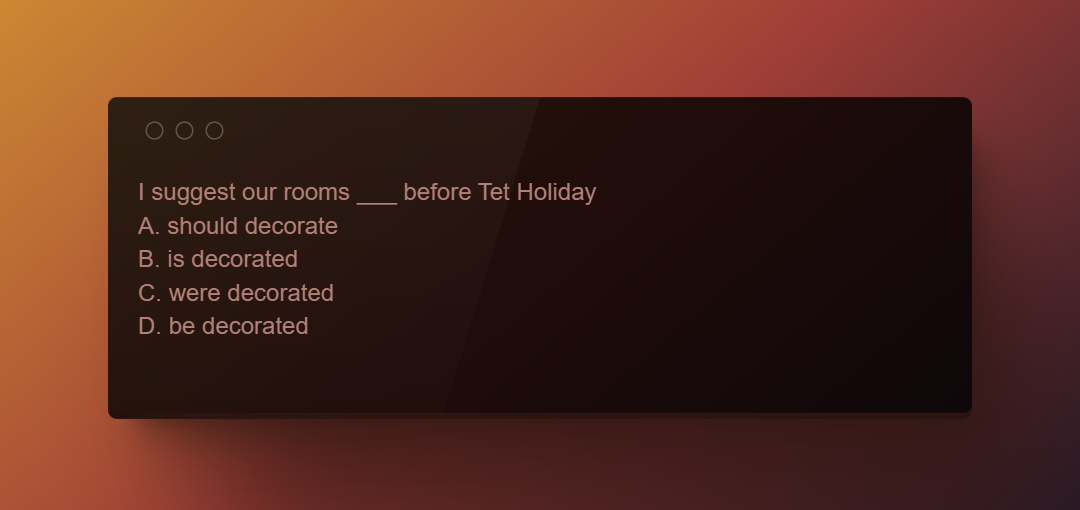 I suggest our rooms ___ before Tet Holiday
A. should decorate
B. is decorated
C. were decorated
D. be decorated